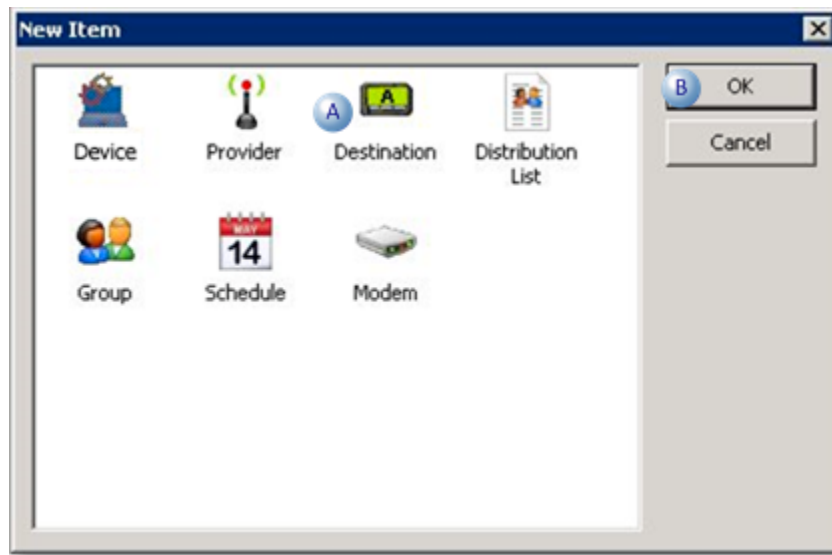 New Item
A
A
B
OK
Device
Provider
Destination
Distribution
List
Cancel
MAY
14
Group
Schedule
Modem